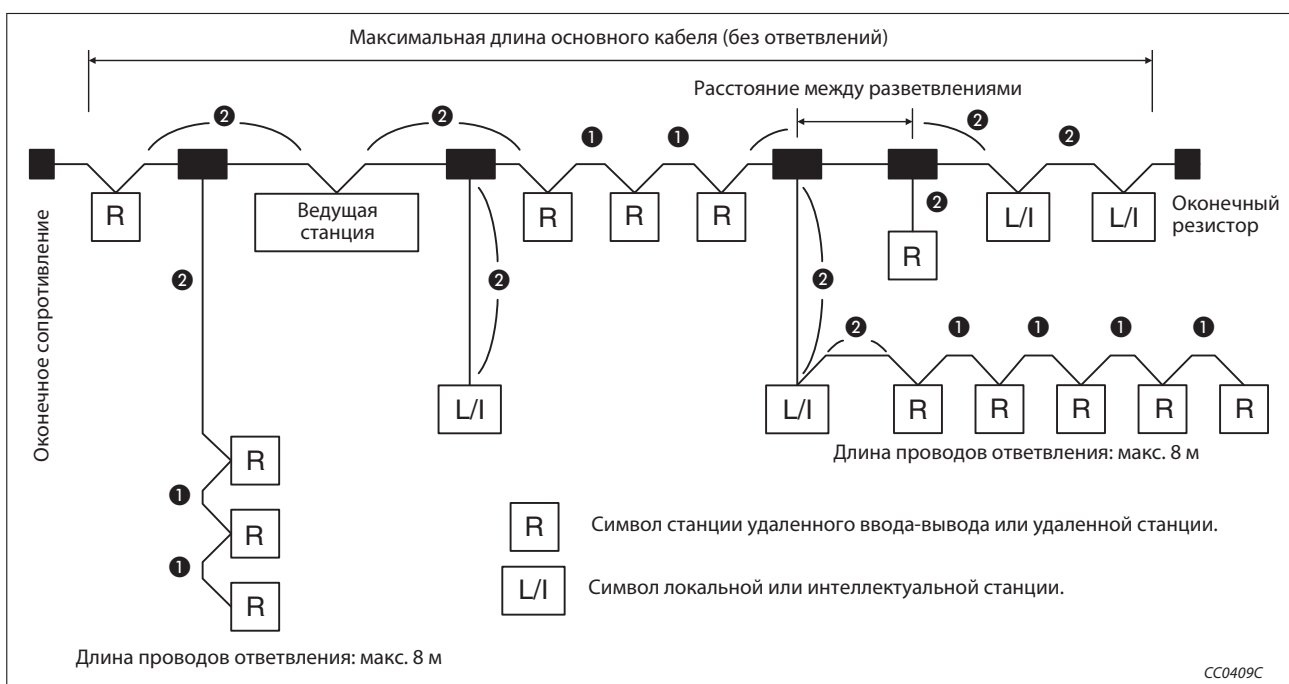 Максимальная длина основного кабеля (без ответвлений)
Расстояние между разветвлениями
❷
❷
❶
❶
❷
❷
R
Ведущая
станция
R
R
R
❷
R
L/I
L/I
Оконечный
резистор
Оконечное сопротивление
❷
❷
❷
❷
❶
❶
❶
❶
L/I
L/I
R
R
R
R
R
Длина проводов ответвления: макс. 8 м
R
❶
R
❶
R
Длина проводов ответвления: макс. 8 м
R
Символ станции удаленного ввода-вывода или удаленной станции.
L/I
Символ локальной или интеллектуальной станции.
CC0409C